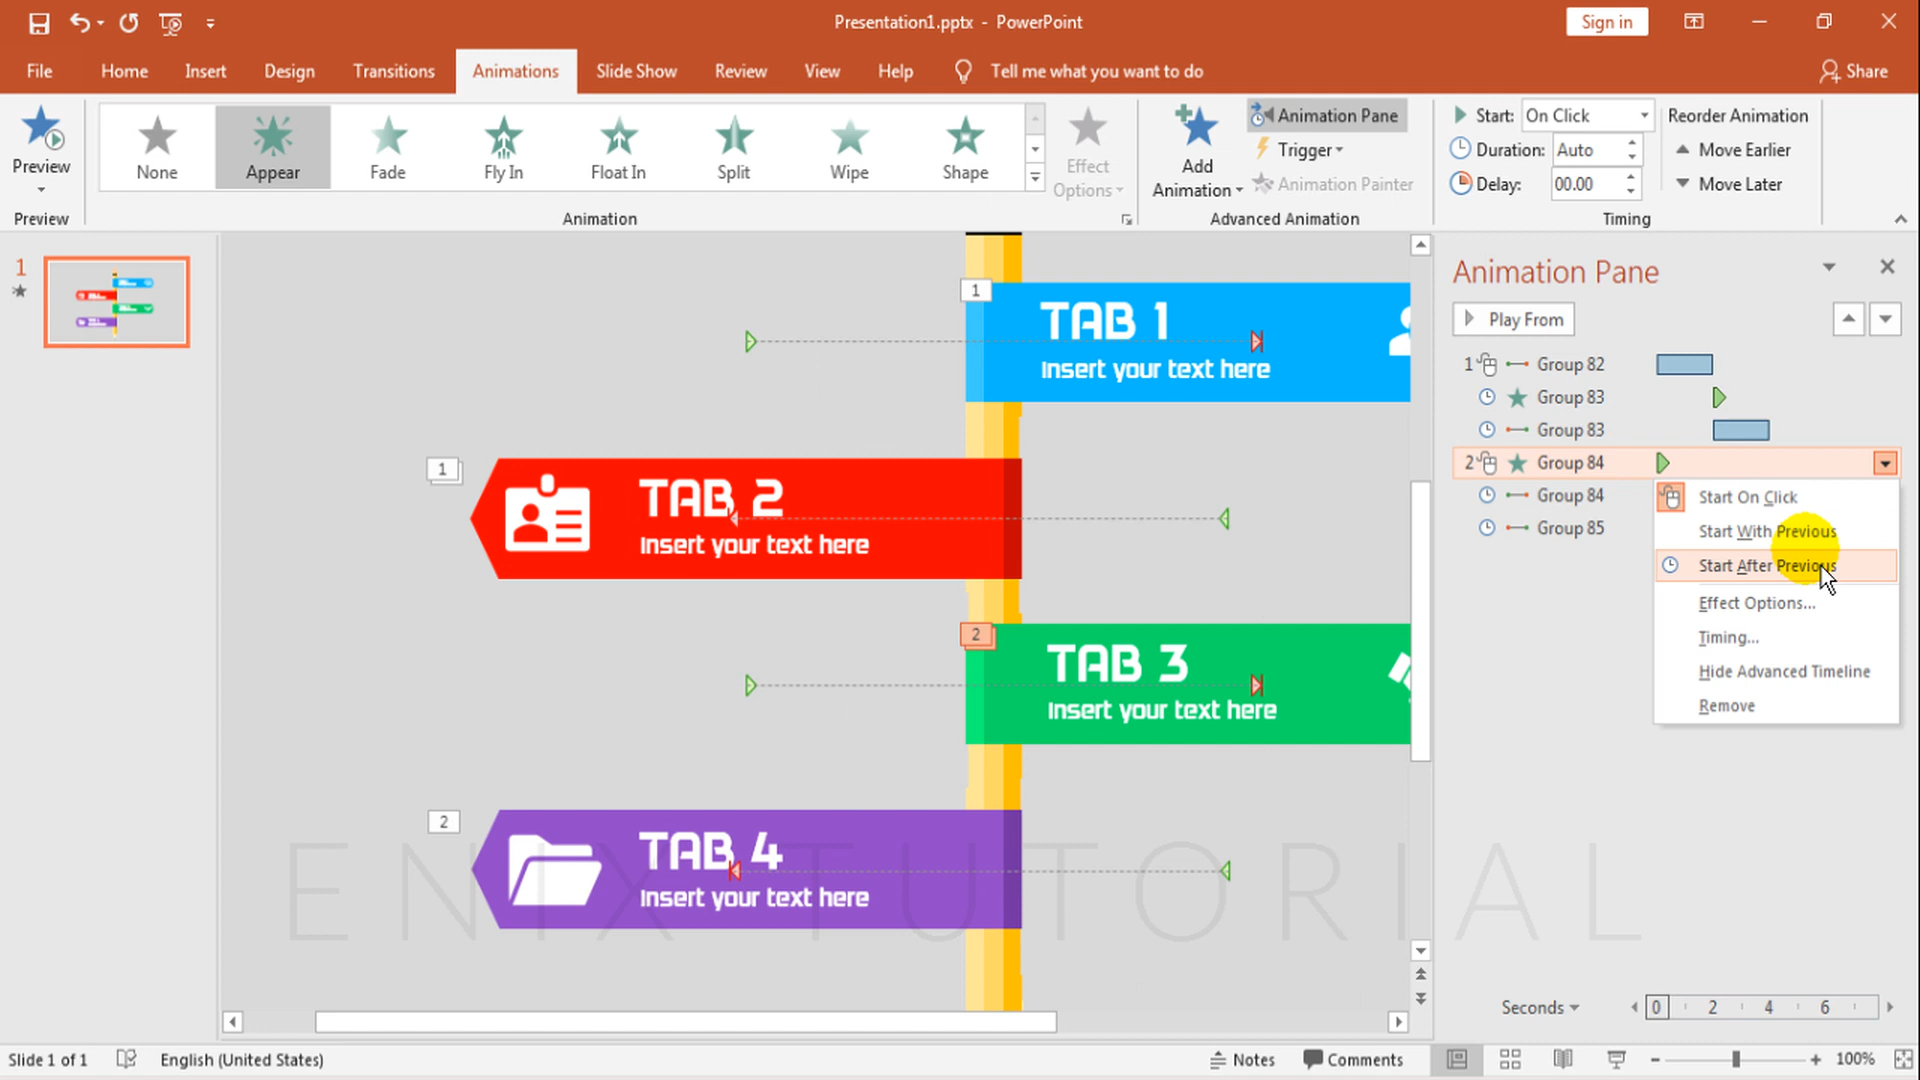 Presentation1.pptx - PowerPoint
Sign in
File Home Insert Design Transitions Animations Slide Show Review View Help Tell me what you want to do Share
Preview
None Appear Fade Fly In Float In Split Wipe Shape
Effect Options
Add Animation
Animation Pane
Trigger
Animation Painter
Start: On Click
Duration: Auto
Delay: 00.00
Reorder Animation
Move Earlier
Move Later
Preview Animation Advanced Animation Timing
1
1
TAB 1
Insert your text here
1
TAB 2
Insert your text here
2
TAB 3
Insert your text here
2
TAB 4
Insert your text here
ENIX TUTORIAL
Animation Pane
Play From
1 Group 82
Group 83
Group 83
2 Group 84
Group 84
Group 85
Start On Click
Start With Previous
Start After Previous
Effect Options...
Timing...
Hide Advanced Timeline
Remove
Seconds 0 2 4 6
Slide 1 of 1 English (United States) Notes Comments 100%